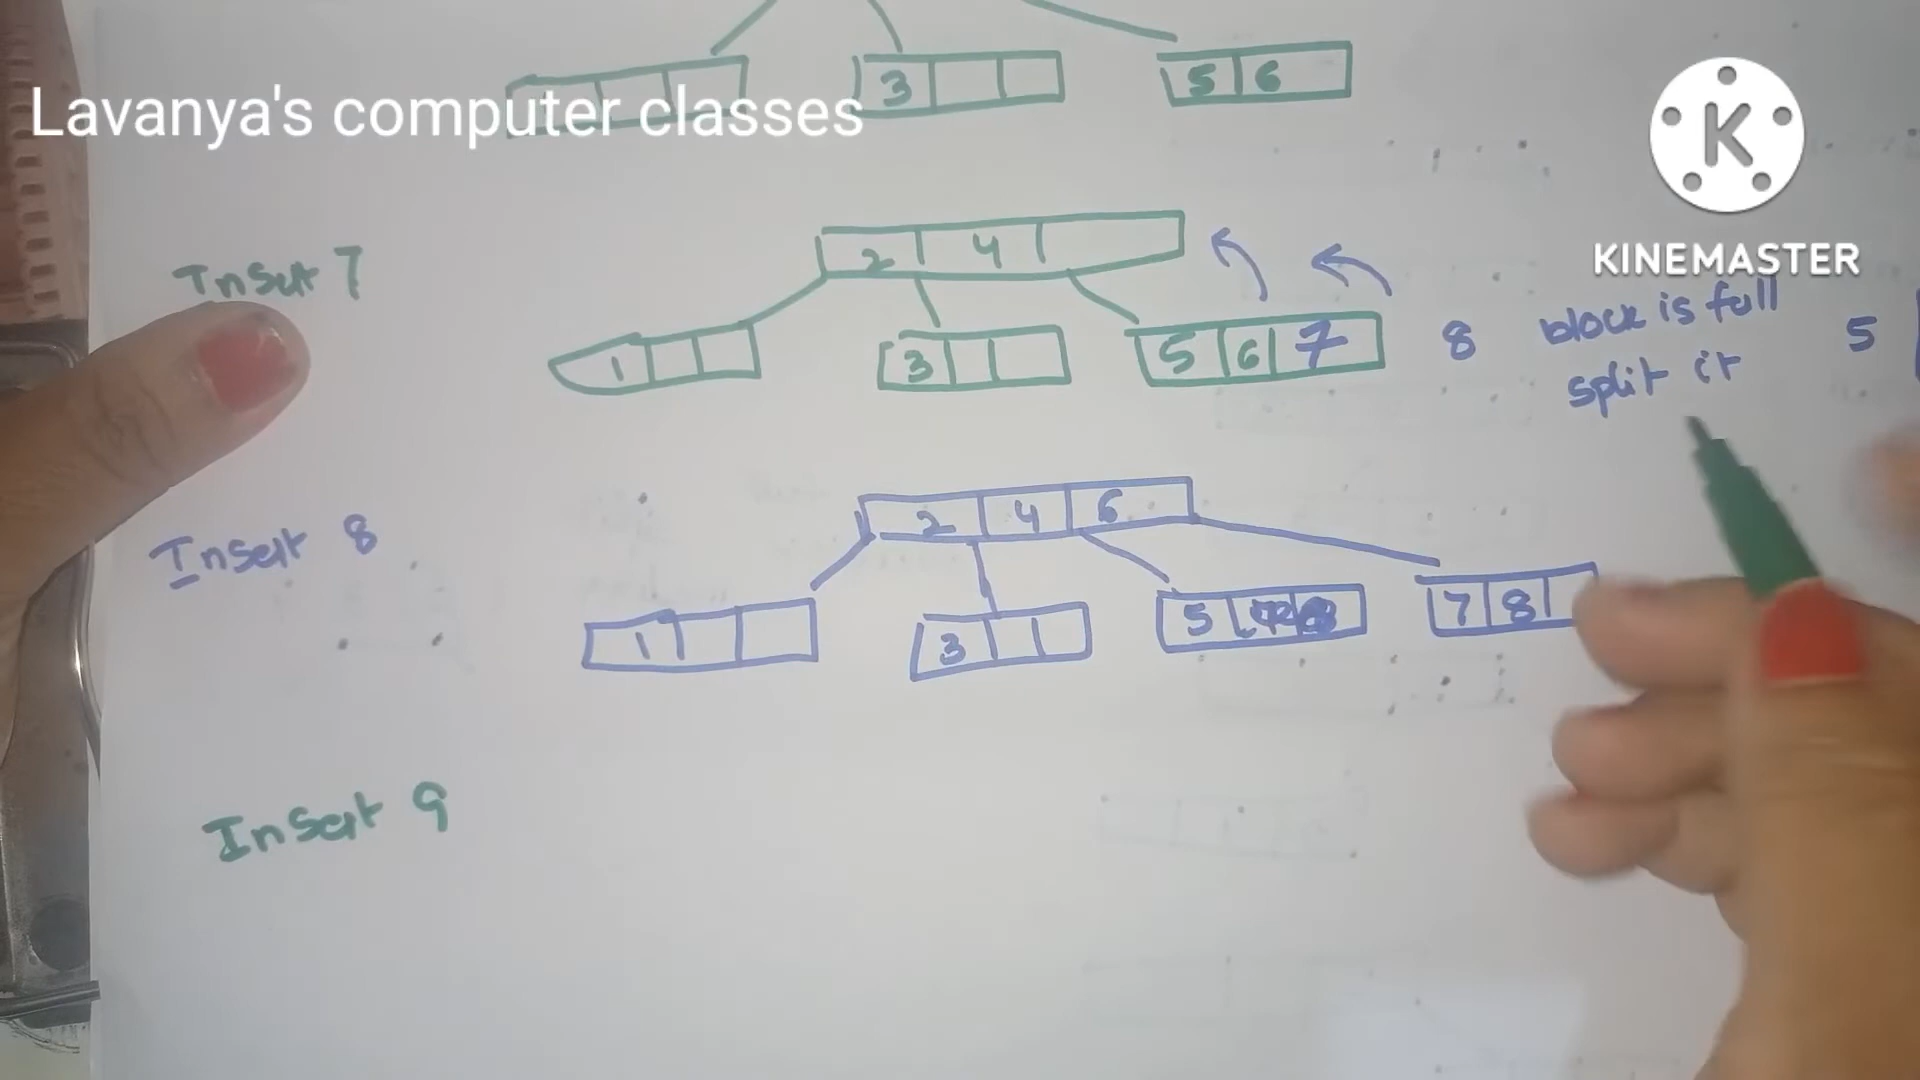 3 5 6
Lavanya's computer classes
KINEMASTER
2 4
Insert 7
1 3 5 6 7 8 block is full 5
split it
2 4 6
Insert 8
1 3 5 7 8
Insert 9